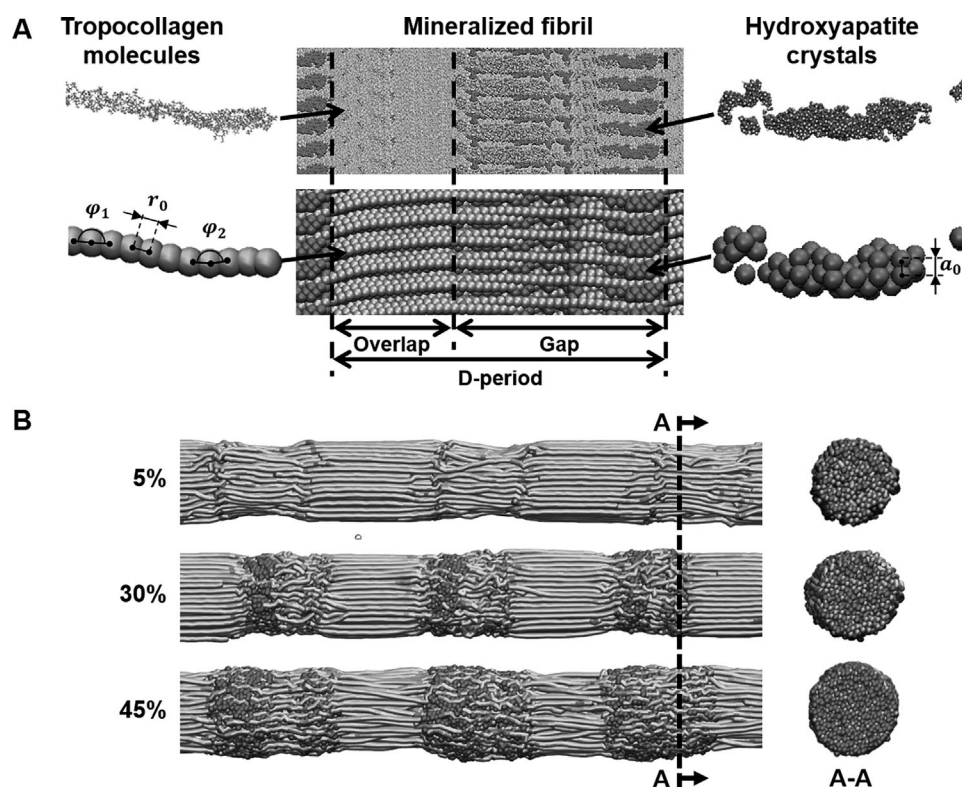 A
Tropocollagen
molecules
Mineralized fibril
Hydroxyapatite
crystals
φ₁
r₀
φ₂
a₀
Overlap
Gap
D-period
B
A
5%
30%
45%
A
A-A